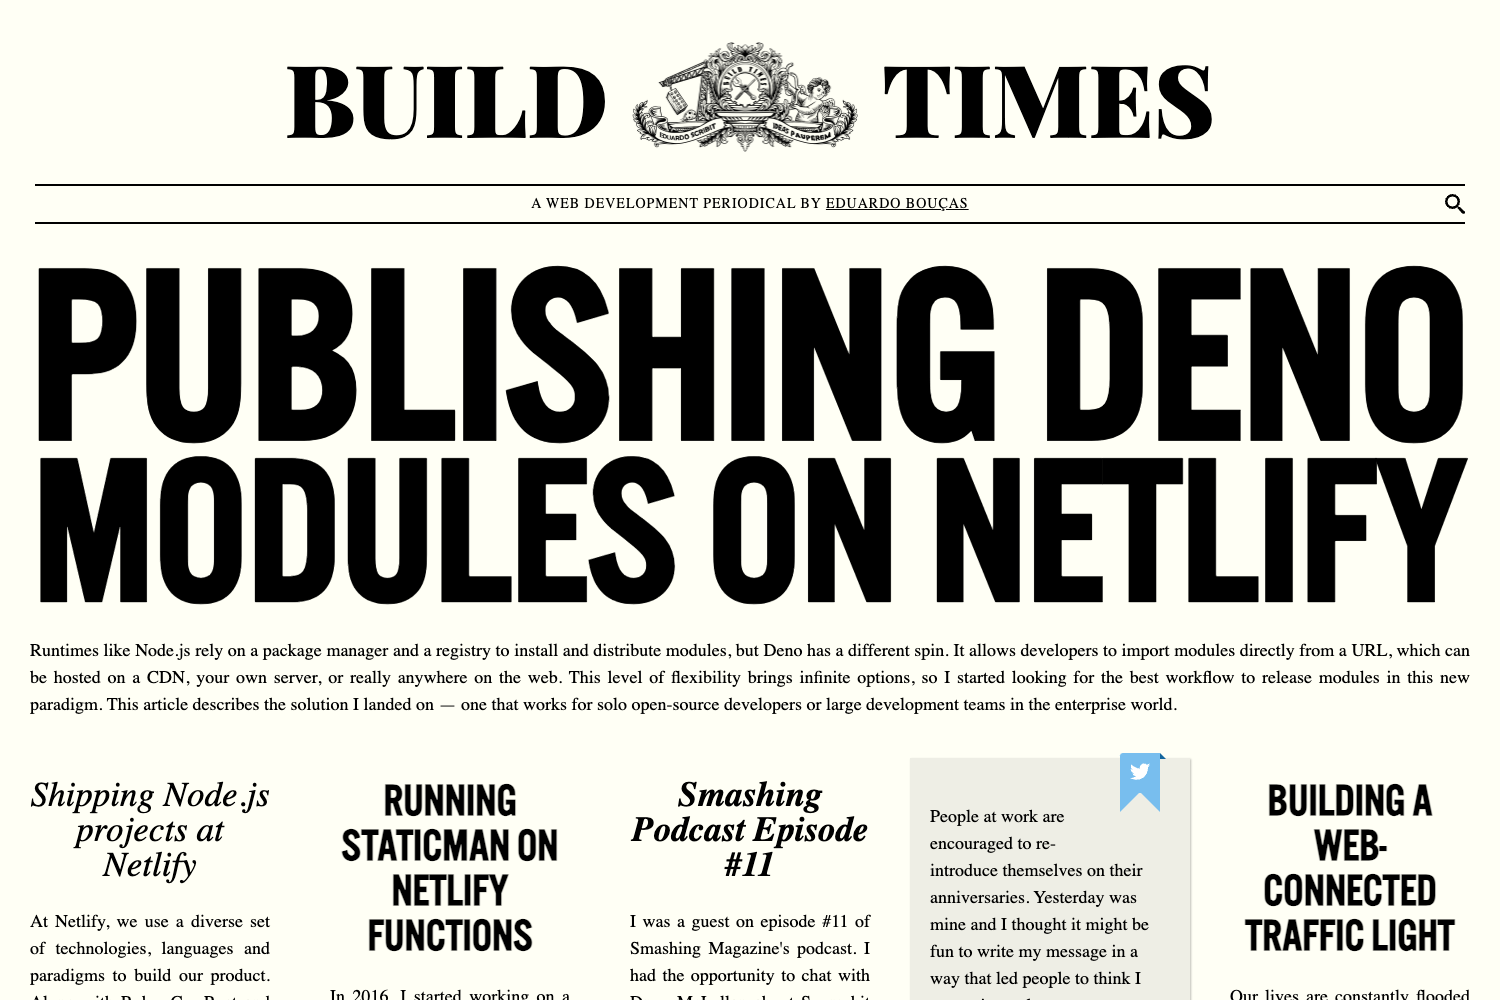 BUILD TIMES
BUILD TIMES
EDUARDO SCRIBIT
IDEAS PAUPEREM
A WEB DEVELOPMENT PERIODICAL BY EDUARDO BOUÇAS
PUBLISHING DENO
MODULES ON NETLIFY
Runtimes like Node.js rely on a package manager and a registry to install and distribute modules, but Deno has a different spin. It allows developers to import modules directly from a URL, which can
be hosted on a CDN, your own server, or really anywhere on the web. This level of flexibility brings infinite options, so I started looking for the best workflow to release modules in this new
paradigm. This article describes the solution I landed on — one that works for solo open-source developers or large development teams in the enterprise world.
Shipping Node.js
projects at
Netlify
At Netlify, we use a diverse set
of technologies, languages and
paradigms to build our product.
RUNNING
STATICMAN ON
NETLIFY
FUNCTIONS
In 2016, I started working on a
Smashing
Podcast Episode
#11
I was a guest on episode #11 of
Smashing Magazine's podcast. I
had the opportunity to chat with
People at work are
encouraged to re-
introduce themselves on their
anniversaries. Yesterday was
mine and I thought it might be
fun to write my message in a
way that led people to think I
BUILDING A
WEB-
CONNECTED
TRAFFIC LIGHT
Our lives are constantly flooded